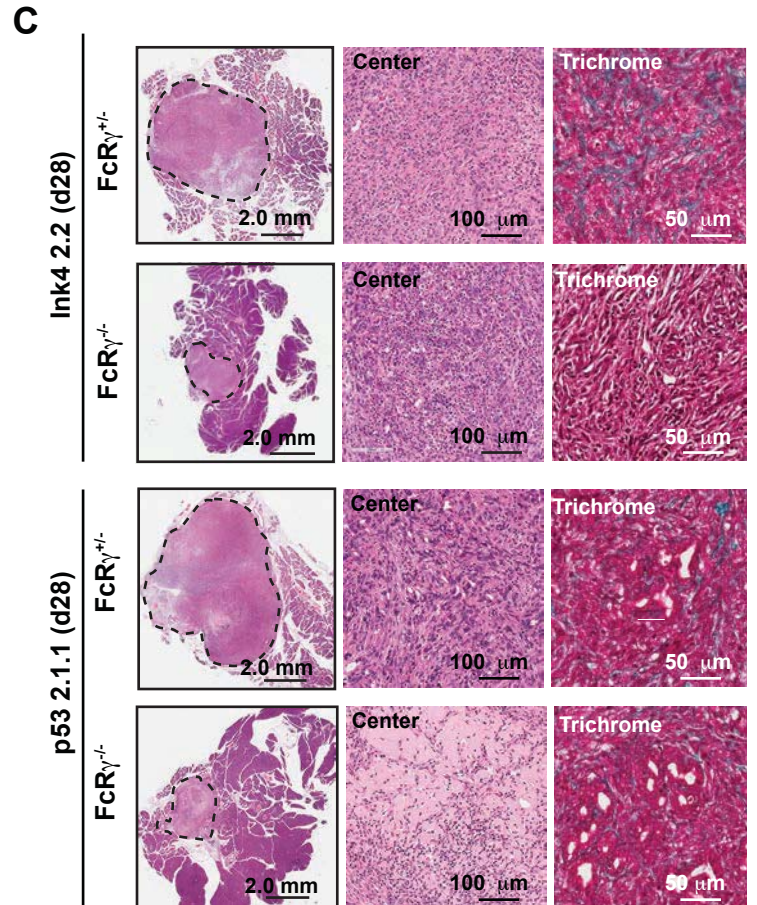 C
Ink4 2.2 (d28)
FcRγ+/-
2.0 mm
Center
100 μm
Trichrome
50 μm
FcRγ-/-
2.0 mm
Center
100 μm
Trichrome
50 μm
p53 2.1.1 (d28)
FcRγ+/-
2.0 mm
Center
100 μm
Trichrome
50 μm
FcRγ-/-
2.0 mm
Center
100 μm
Trichrome
50 μm